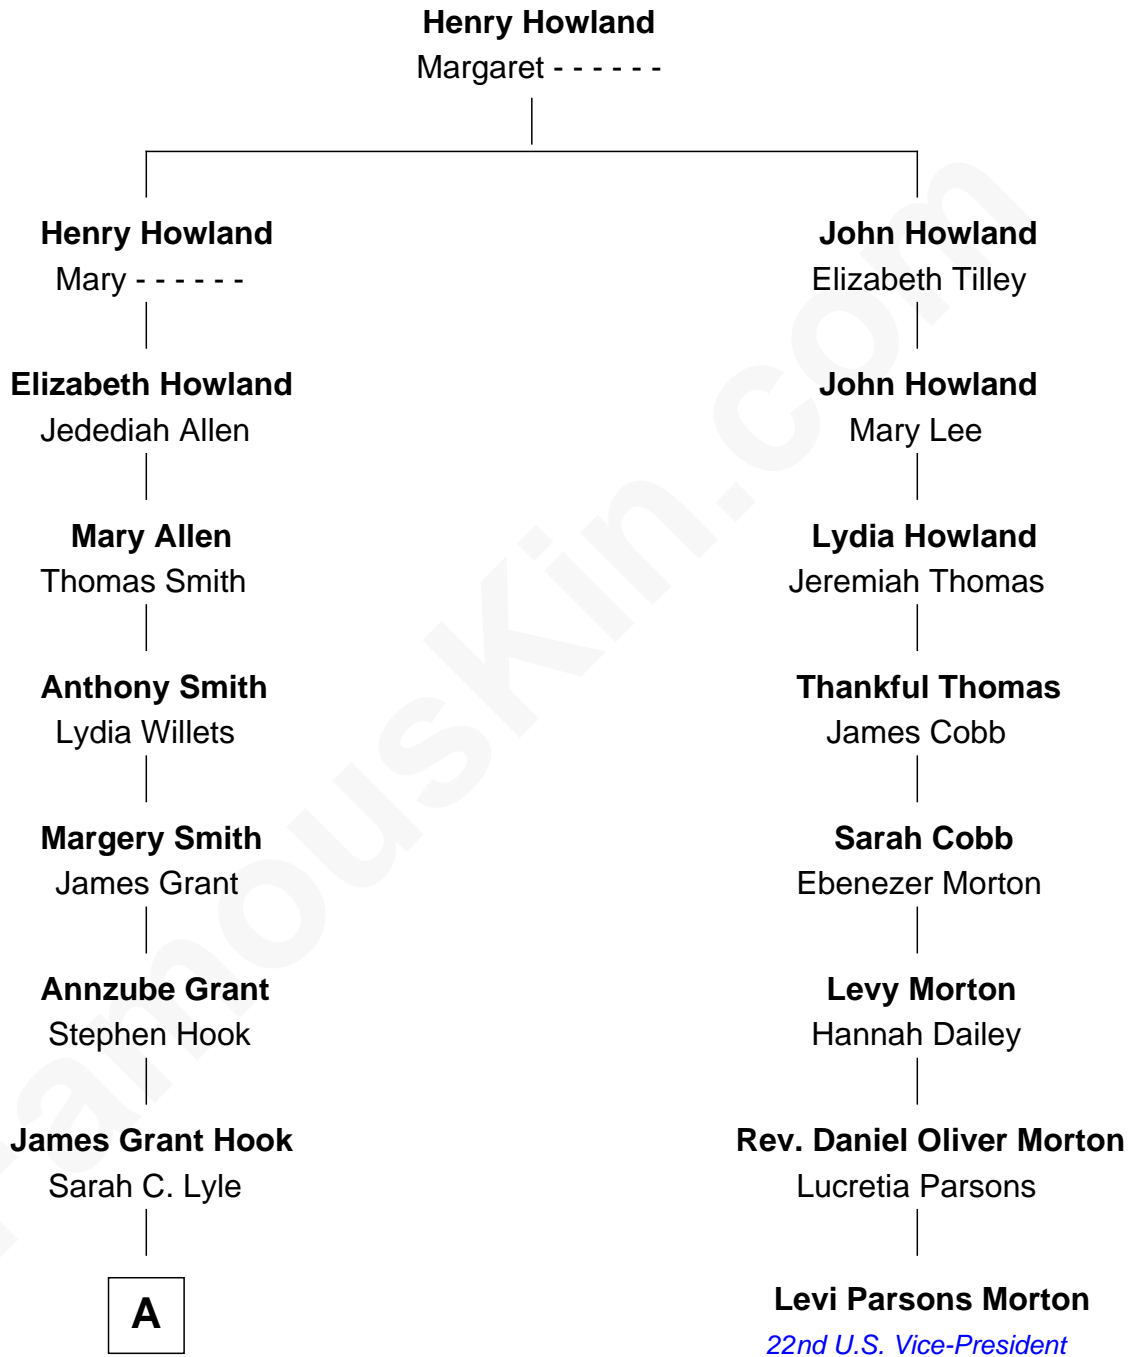 Henry Howland
Margaret - - - - - -
Henry Howland
Mary - - - - - -
John Howland
Elizabeth Tilley
Elizabeth Howland
Jedediah Allen
John Howland
Mary Lee
Mary Allen
Thomas Smith
Lydia Howland
Jeremiah Thomas
Anthony Smith
Lydia Willets
Thankful Thomas
James Cobb
Margery Smith
James Grant
Sarah Cobb
Ebenezer Morton
Annzube Grant
Stephen Hook
Levy Morton
Hannah Dailey
James Grant Hook
Sarah C. Lyle
Rev. Daniel Oliver Morton
Lucretia Parsons
A
Levi Parsons Morton
22nd U.S. Vice-President
FamousKin.com